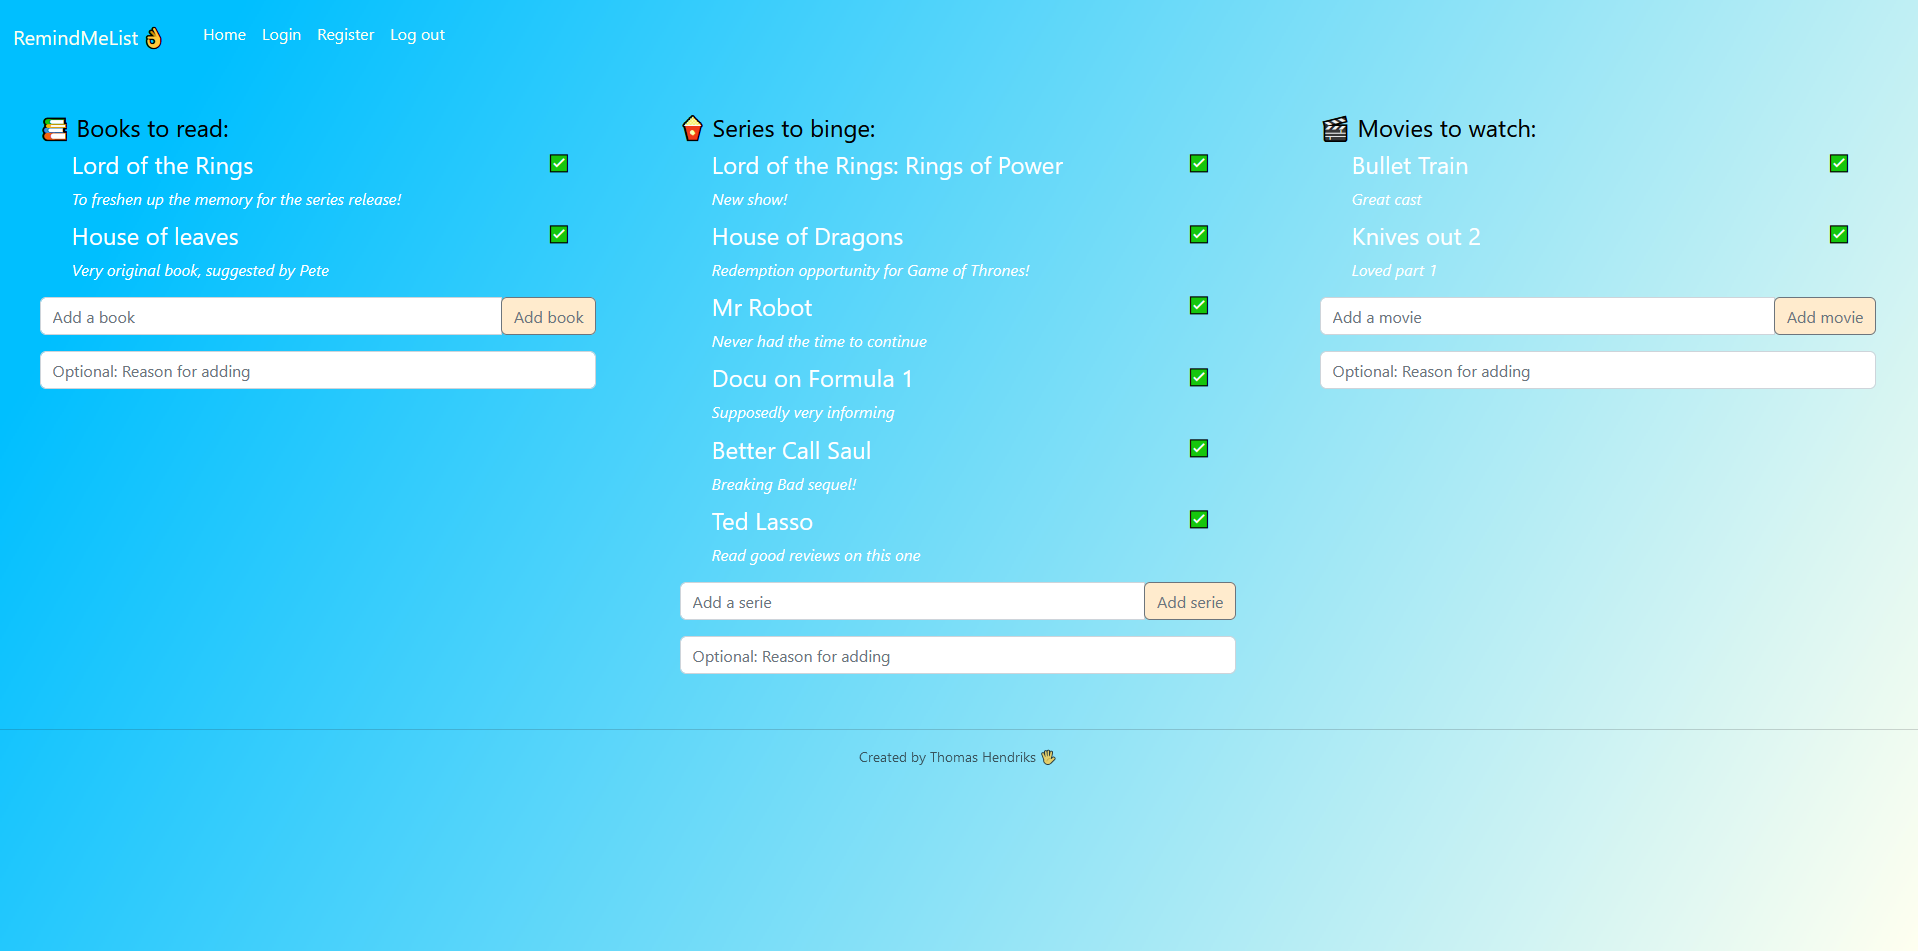 RemindMeList 👌
Home Login Register Log out
📚 Books to read:
Lord of the Rings ✅
To freshen up the memory for the series release!
House of leaves ✅
Very original book, suggested by Pete
Add a book Add book
Optional: Reason for adding
🍿 Series to binge:
Lord of the Rings: Rings of Power ✅
New show!
House of Dragons ✅
Redemption opportunity for Game of Thrones!
Mr Robot ✅
Never had the time to continue
Docu on Formula 1 ✅
Supposedly very informing
Better Call Saul ✅
Breaking Bad sequel!
Ted Lasso ✅
Read good reviews on this one
Add a serie Add serie
Optional: Reason for adding
🎬 Movies to watch:
Bullet Train ✅
Great cast
Knives out 2 ✅
Loved part 1
Add a movie Add movie
Optional: Reason for adding
Created by Thomas Hendriks 🖐